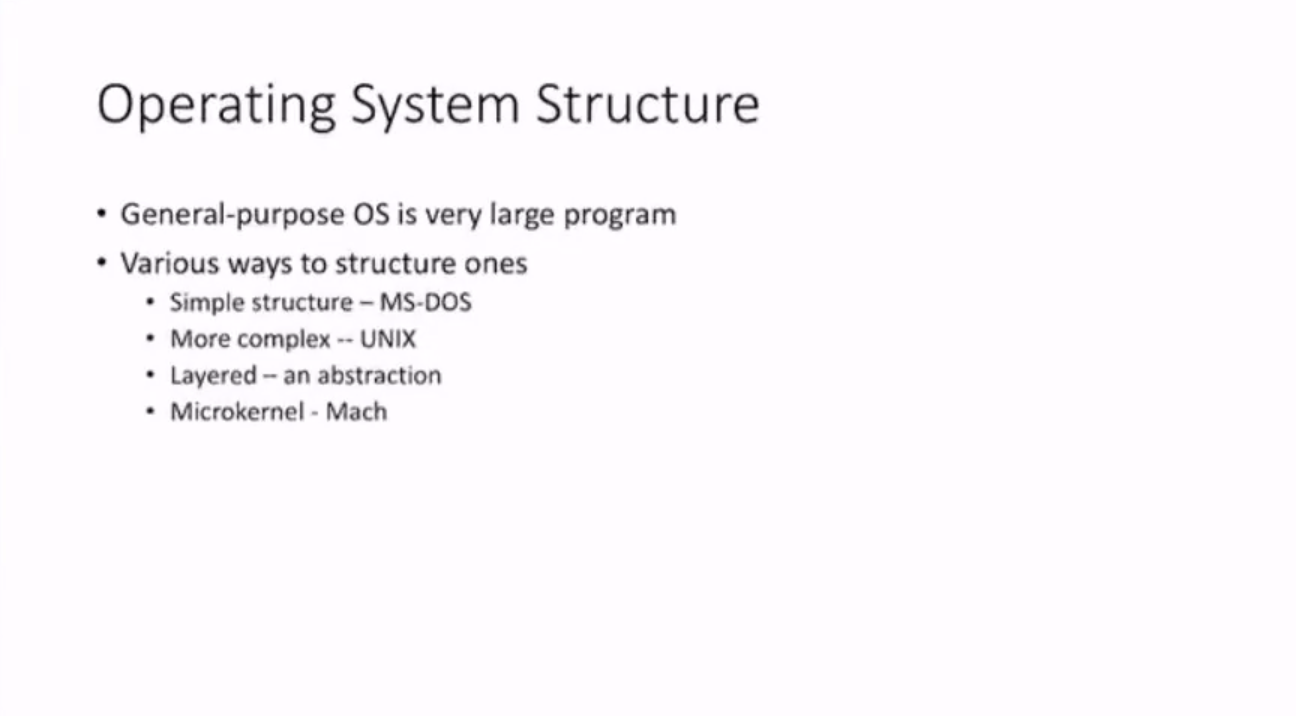 Operating System Structure
• General-purpose OS is very large program
• Various ways to structure ones
• Simple structure – MS-DOS
• More complex -- UNIX
• Layered – an abstraction
• Microkernel - Mach